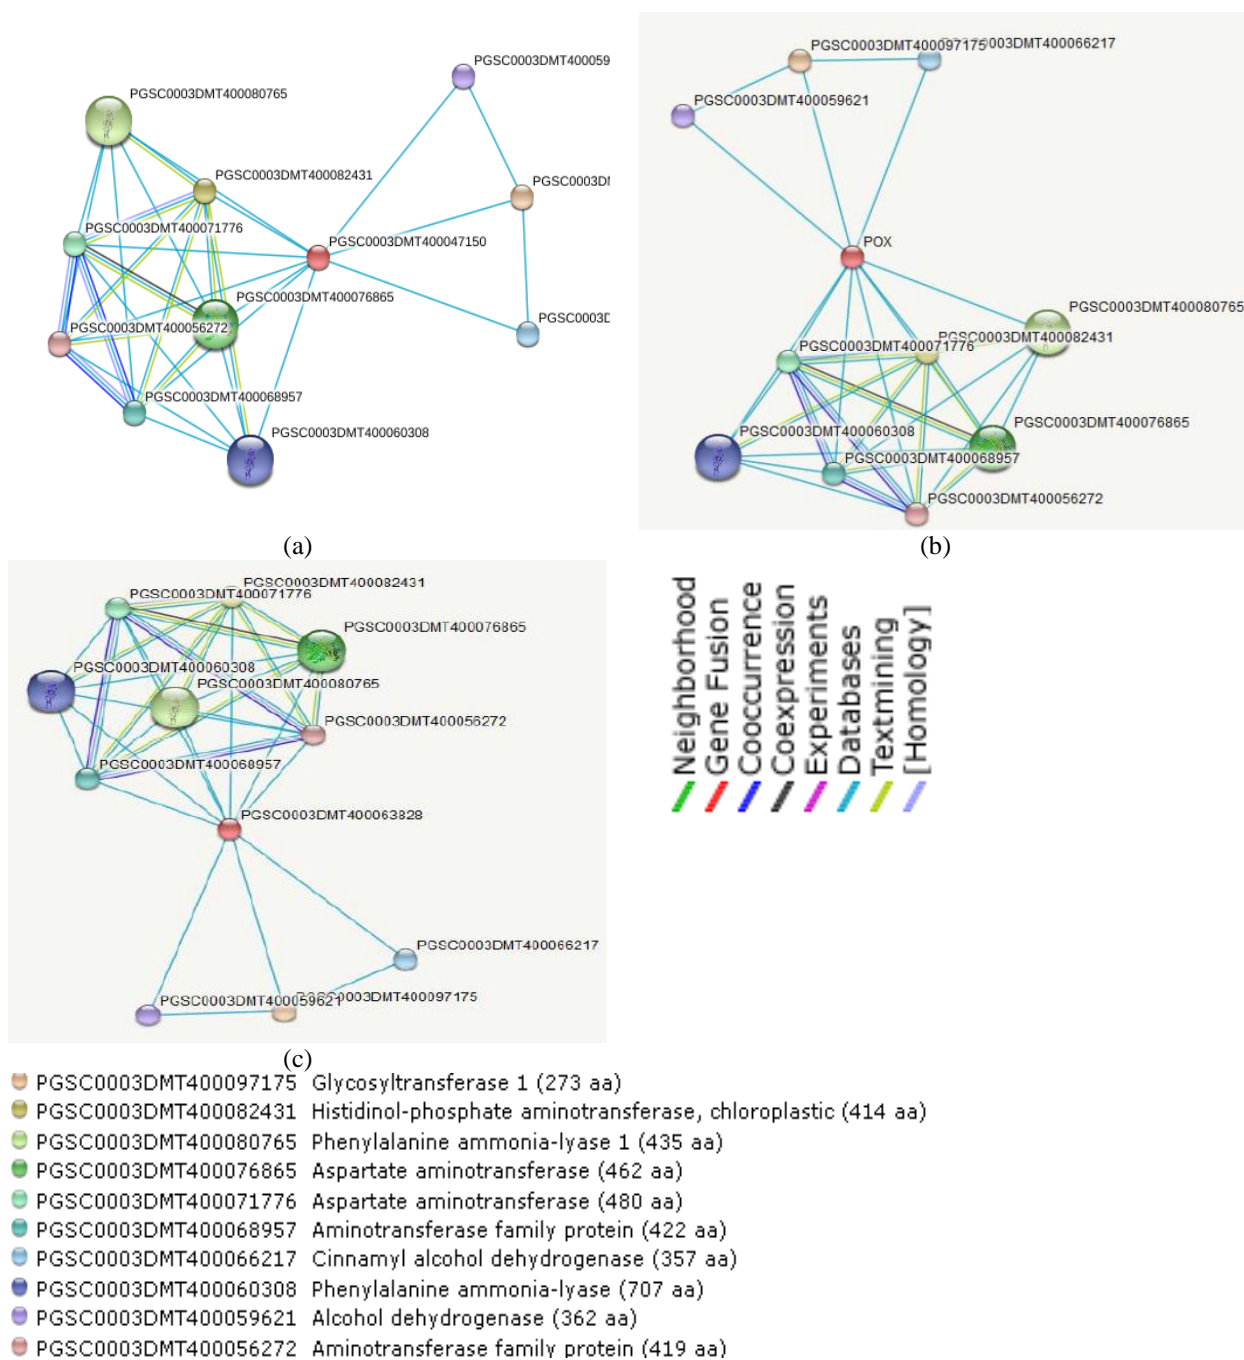 PGSC0003DMT400059
PGSC0003DMT400080765
PGSC0003DMT400082431
PGSC0003DM
PGSC0003DMT400071776
PGSC0003DMT400047150
PGSC0003DMT400076865
PGSC0003D
PGSC0003DMT400056272
PGSC0003DMT400068957
PGSC0003DMT400060308
(a)
PGSC0003DMT400097175 0003DMT400066217
PGSC0003DMT400059621
POX
PGSC0003DMT400080765
PGSC0003DMT400082431
PGSC0003DMT400071776
PGSC0003DMT400076865
PGSC0003DMT400060308
PGSC0003DMT400068957
PGSC0003DMT400056272
(b)
PGSC0003DMT400082431
PGSC0003DMT400071776
PGSC0003DMT400076865
PGSC0003DMT400060308
PGSC0003DMT400080765
PGSC0003DMT400056272
PGSC0003DMT400068957
PGSC0003DMT400063828
PGSC0003DMT400066217
PGSC0003DMT400059621 0003DMT400097175
(c)
Neighborhood
Gene Fusion
Cooccurrence
Coexpression
Experiments
Databases
Textmining
[Homology]
PGSC0003DMT400097175 Glycosyltransferase 1 (273 aa)
PGSC0003DMT400082431 Histidinol-phosphate aminotransferase, chloroplastic (414 aa)
PGSC0003DMT400080765 Phenylalanine ammonia-lyase 1 (435 aa)
PGSC0003DMT400076865 Aspartate aminotransferase (462 aa)
PGSC0003DMT400071776 Aspartate aminotransferase (480 aa)
PGSC0003DMT400068957 Aminotransferase family protein (422 aa)
PGSC0003DMT400066217 Cinnamyl alcohol dehydrogenase (357 aa)
PGSC0003DMT400060308 Phenylalanine ammonia-lyase (707 aa)
PGSC0003DMT400059621 Alcohol dehydrogenase (362 aa)
PGSC0003DMT400056272 Aminotransferase family protein (419 aa)